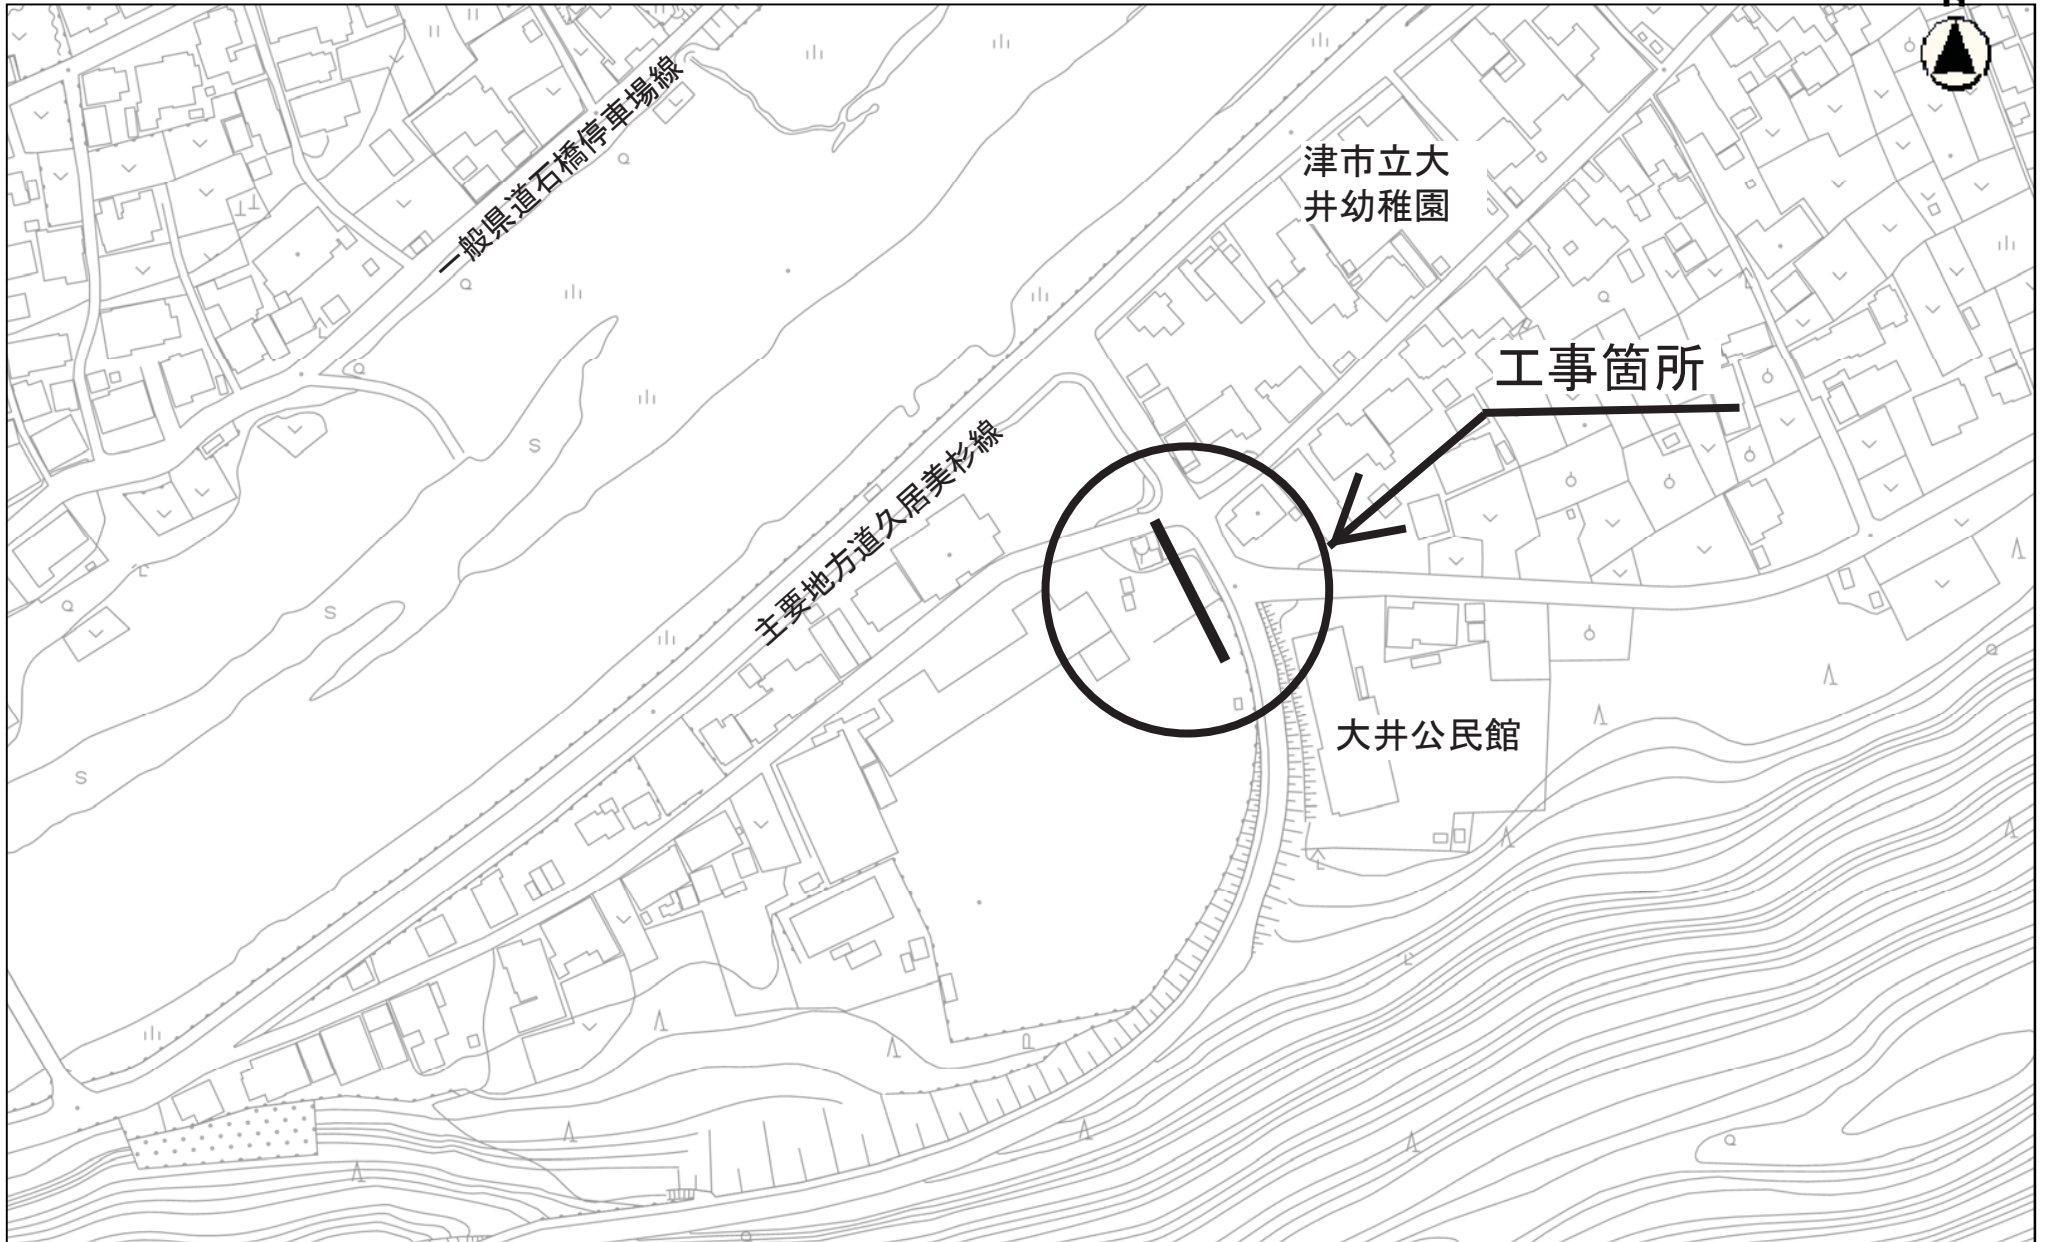 N
一般県道石橋停車場線
津市立大
井幼稚園
工事箇所
主要地方道久居美杉線
大井公民館